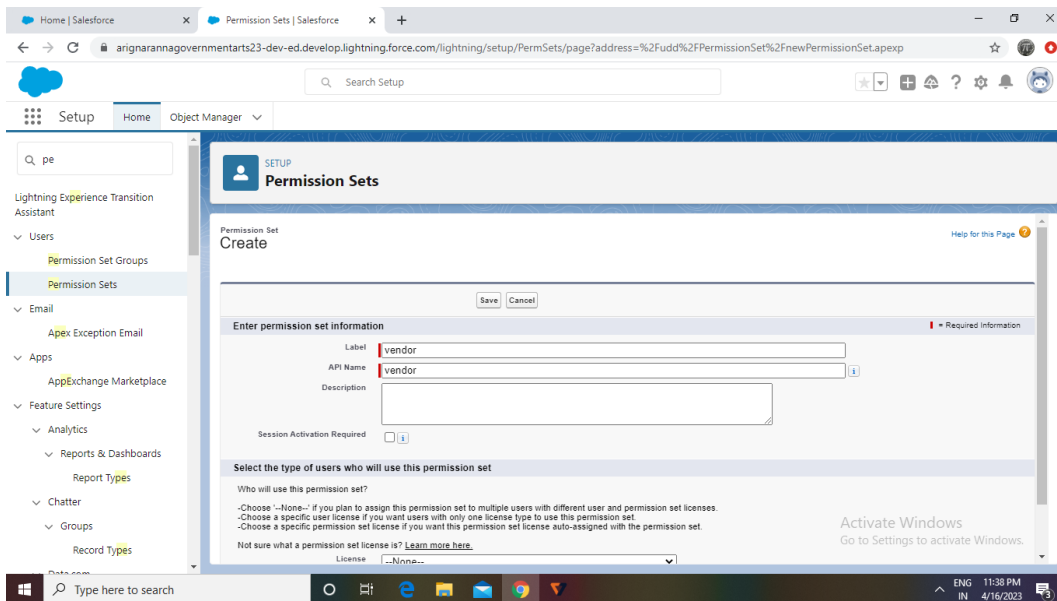 Home | Salesforce
Permission Sets | Salesforce
arignarannagovernmentarts23-dev-ed.develop.lightning.force.com/lightning/setup/PermSets/page?address=%2Fudd%2FPermissionSet%2FnewPermissionSet.apexp
Search Setup
Setup
Home
Object Manager
pe
Lightning Experience Transition
Assistant
Users
Permission Set Groups
Permission Sets
Email
Apex Exception Email
Apps
AppExchange Marketplace
Feature Settings
Analytics
Reports & Dashboards
Report Types
Chatter
Groups
Record Types
Data.com
SETUP
Permission Sets
Permission Set
Create
Help for this Page
Save Cancel
Enter permission set information
= Required Information
Label vendor
API Name vendor
Description
Session Activation Required
Select the type of users who will use this permission set
Who will use this permission set?
-Choose '--None--' if you plan to assign this permission set to multiple users with different user and permission set licenses.
-Choose a specific user license if you want users with only one license type to use this permission set.
-Choose a specific permission set license if you want this permission set license auto-assigned with the permission set.
Not sure what a permission set license is? Learn more here.
License --None--
Activate Windows
Go to Settings to activate Windows.
Type here to search
ENG 11:38 PM
IN 4/16/2023
3